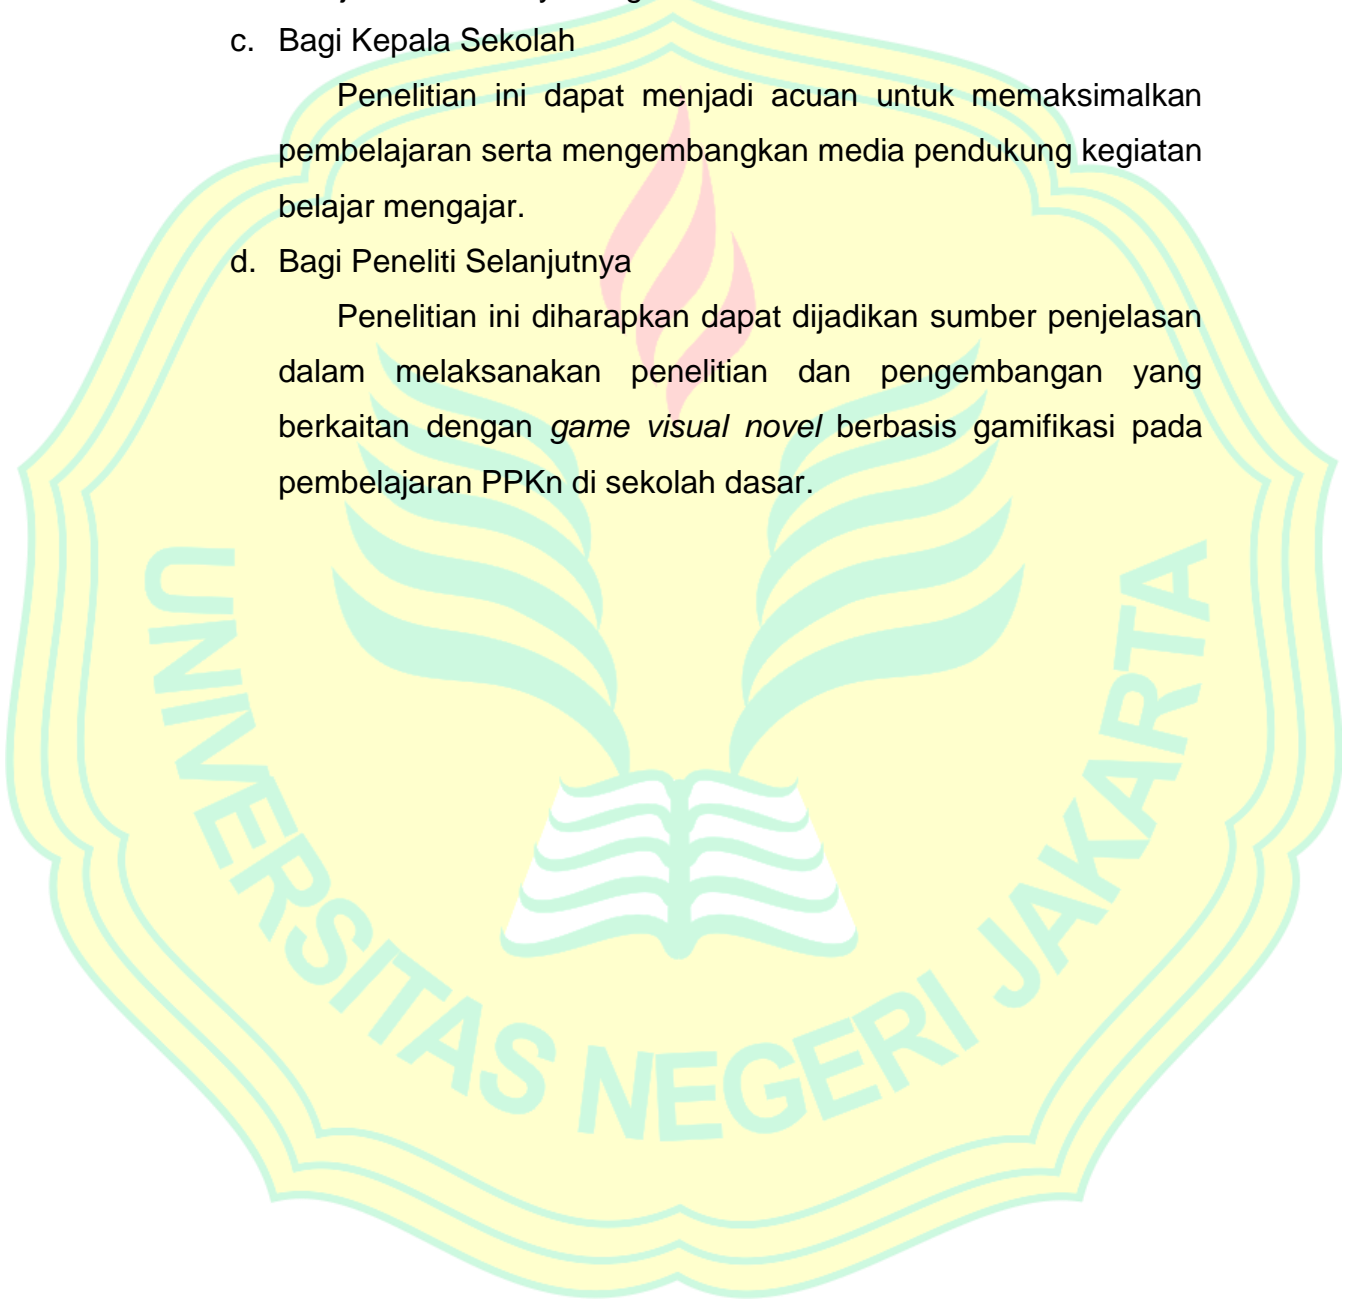 c. Bagi Kepala Sekolah
Penelitian ini dapat menjadi acuan untuk memaksimalkan
pembelajaran serta mengembangkan media pendukung kegiatan
belajar mengajar.
d. Bagi Peneliti Selanjutnya
Penelitian ini diharapkan dapat dijadikan sumber penjelasan
dalam melaksanakan penelitian dan pengembangan yang
berkaitan dengan game visual novel berbasis gamifikasi pada
pembelajaran PPKn di sekolah dasar.
UNIVERSITAS NEGERI JAKARTA